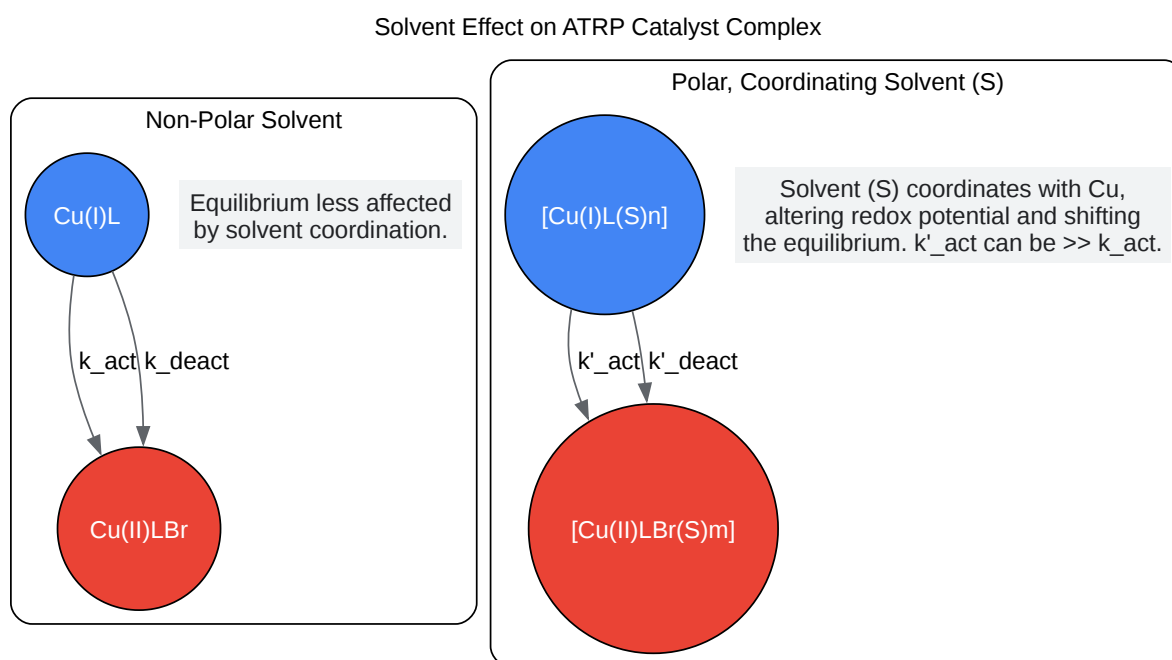 Solvent Effect on ATRP Catalyst Complex
Non-Polar Solvent
Cu(I)L
Equilibrium less affected
by solvent coordination.
k_act
k_deact
Cu(II)LBr
Polar, Coordinating Solvent (S)
[Cu(I)L(S)n]
Solvent (S) coordinates with Cu,
altering redox potential and shifting
the equilibrium. k'_act can be >> k_act.
k'_act
k'_deact
[Cu(II)LBr(S)m]